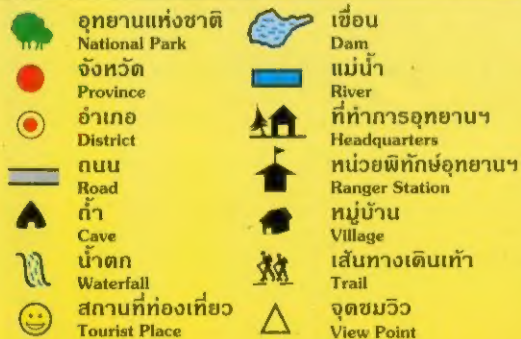 อุทยานแห่งชาติ
National Park
จังหวัด
Province
อำเภอ
District
ถนน
Road
ถ้ำ
Cave
น้ำตก
Waterfall
สถานที่ท่องเที่ยว
Tourist Place
เขื่อน
Dam
แม่น้ำ
River
ที่ทำการอุทยานฯ
Headquarters
หน่วยพิทักษ์อุทยานฯ
Ranger Station
หมู่บ้าน
Village
เส้นทางเดินเท้า
Trail
จุดชมวิว
View Point